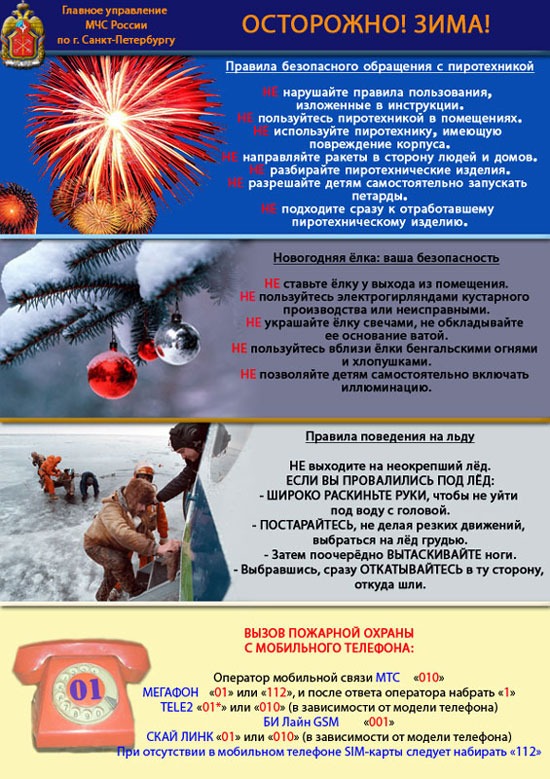 Главное управление
МЧС России
по г. Санкт-Петербургу
ОСТОРОЖНО! ЗИМА!
Правила безопасного обращения с пиротехникой
НЕ нарушайте правила пользования,
изложенные в инструкции.
НЕ пользуйтесь пиротехникой в помещениях.
НЕ используйте пиротехнику, имеющую
повреждение корпуса.
НЕ направляйте ракеты в сторону людей и домов.
НЕ разбирайте пиротехнические изделия.
НЕ разрешайте детям самостоятельно запускать
петарды.
НЕ подходите сразу к отработавшему
пиротехническому изделию.
Новогодняя ёлка: ваша безопасность
НЕ ставьте ёлку у выхода из помещения.
НЕ пользуйтесь электрогирляндами кустарного
производства или неисправными.
НЕ украшайте ёлку свечами, не обкладывайте
ее основание ватой.
НЕ пользуйтесь вблизи ёлки бенгальскими огнями
и хлопушками.
НЕ позволяйте детям самостоятельно включать
иллюминацию.
Правила поведения на льду
НЕ выходите на неокрепший лёд.
ЕСЛИ ВЫ ПРОВАЛИЛИСЬ ПОД ЛЁД:
- ШИРОКО РАСКИНЬТЕ РУКИ, чтобы не уйти
под воду с головой.
- ПОСТАРАЙТЕСЬ, не делая резких движений,
выбраться на лёд грудью.
- Затем поочерёдно ВЫТАСКИВАЙТЕ ноги.
- Выбравшись, сразу ОТКАТЫВАЙТЕСЬ в ту сторону,
откуда шли.
ВЫЗОВ ПОЖАРНОЙ ОХРАНЫ
С МОБИЛЬНОГО ТЕЛЕФОНА:
01
Оператор мобильной связи МТС «010»
МЕГАФОН «01» или «112», и после ответа оператора набрать «1»
TELE2 «01*» или «010» (в зависимости от модели телефона)
БИ Лайн GSM «001»
СКАЙ ЛИНК «01» или «010» (в зависимости от модели телефона)
При отсутствии в мобильном телефоне SIM-карты следует набирать «112»